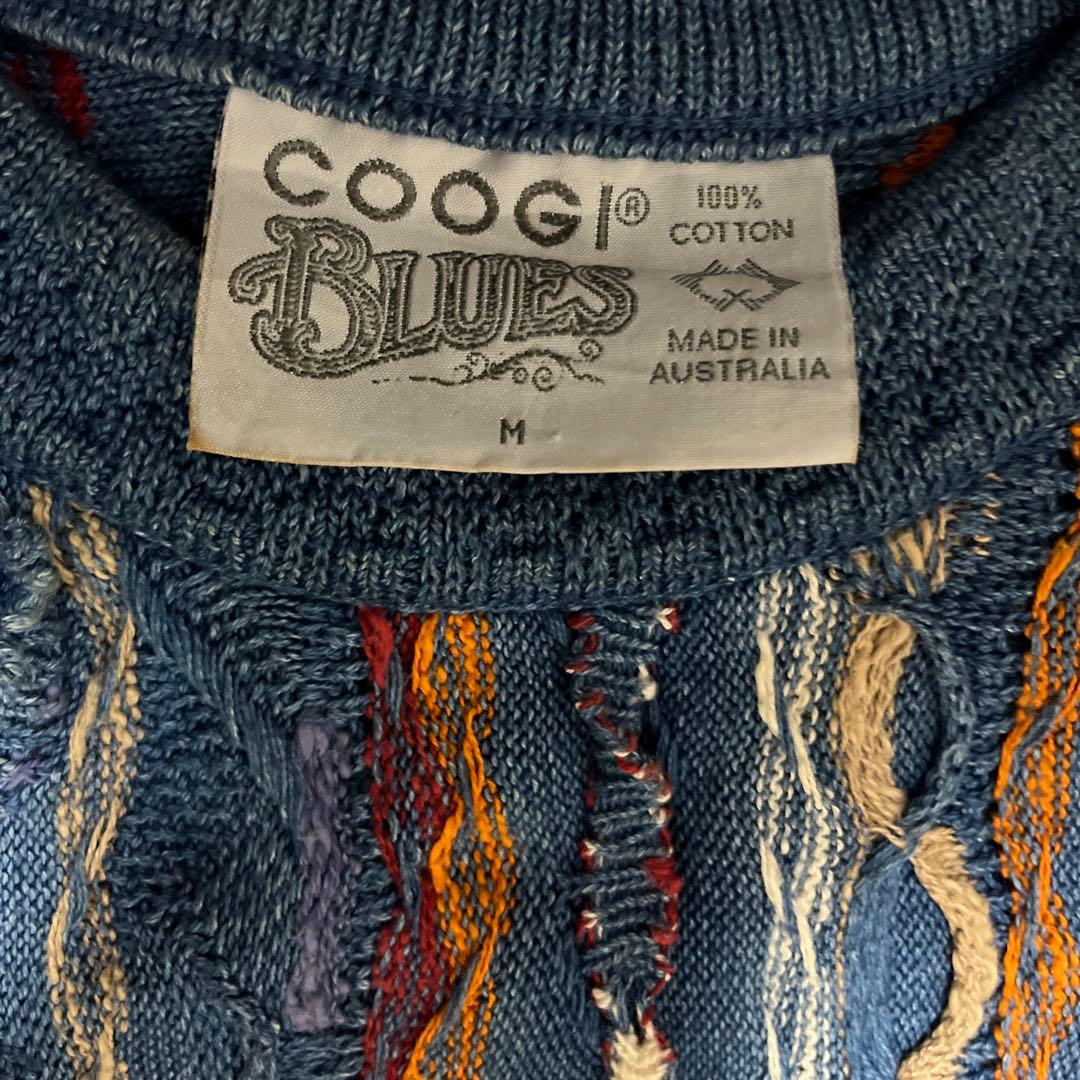 COOGI®
BLUES
M
100%
COTTON
MADE IN
AUSTRALIA